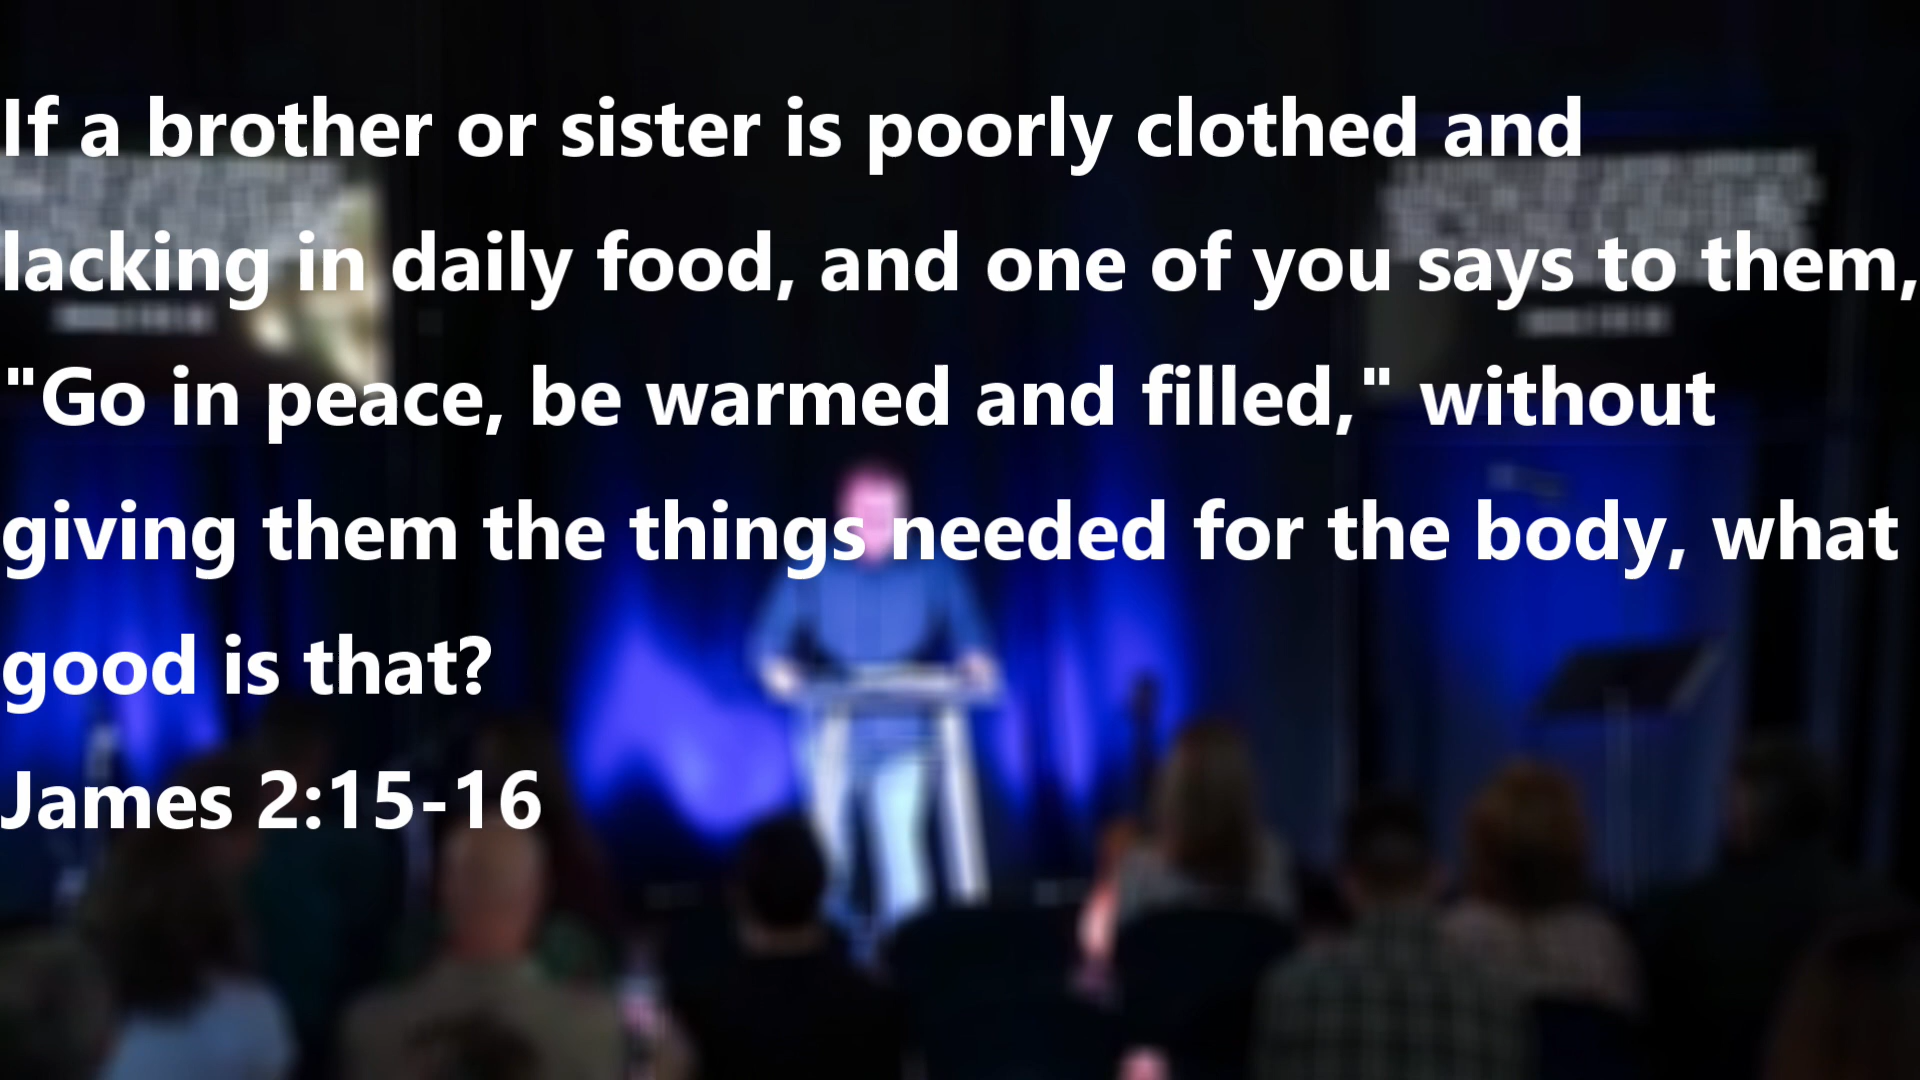 If a brother or sister is poorly clothed and
lacking in daily food, and one of you says to them,
"Go in peace, be warmed and filled," without
giving them the things needed for the body, what
good is that?
James 2:15-16